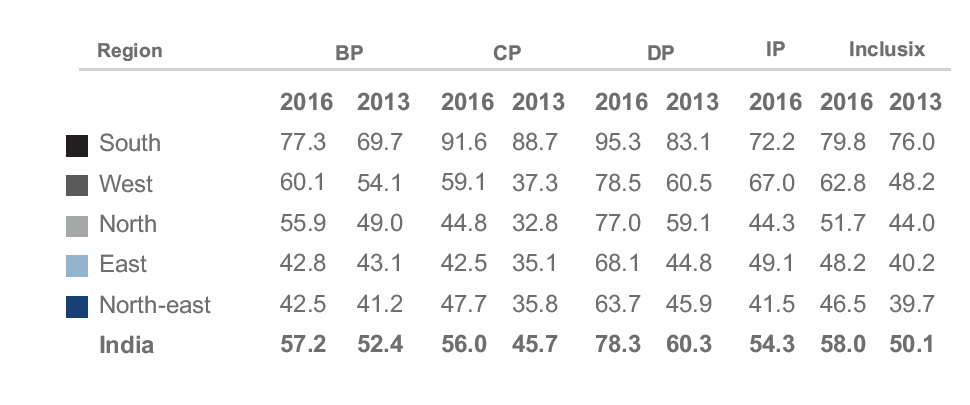 Region BP CP DP IP Inclusix
2016 2013 2016 2013 2016 2013 2016 2016 2013
South 77.3 69.7 91.6 88.7 95.3 83.1 72.2 79.8 76.0
West 60.1 54.1 59.1 37.3 78.5 60.5 67.0 62.8 48.2
North 55.9 49.0 44.8 32.8 77.0 59.1 44.3 51.7 44.0
East 42.8 43.1 42.5 35.1 68.1 44.8 49.1 48.2 40.2
North-east 42.5 41.2 47.7 35.8 63.7 45.9 41.5 46.5 39.7
India 57.2 52.4 56.0 45.7 78.3 60.3 54.3 58.0 50.1